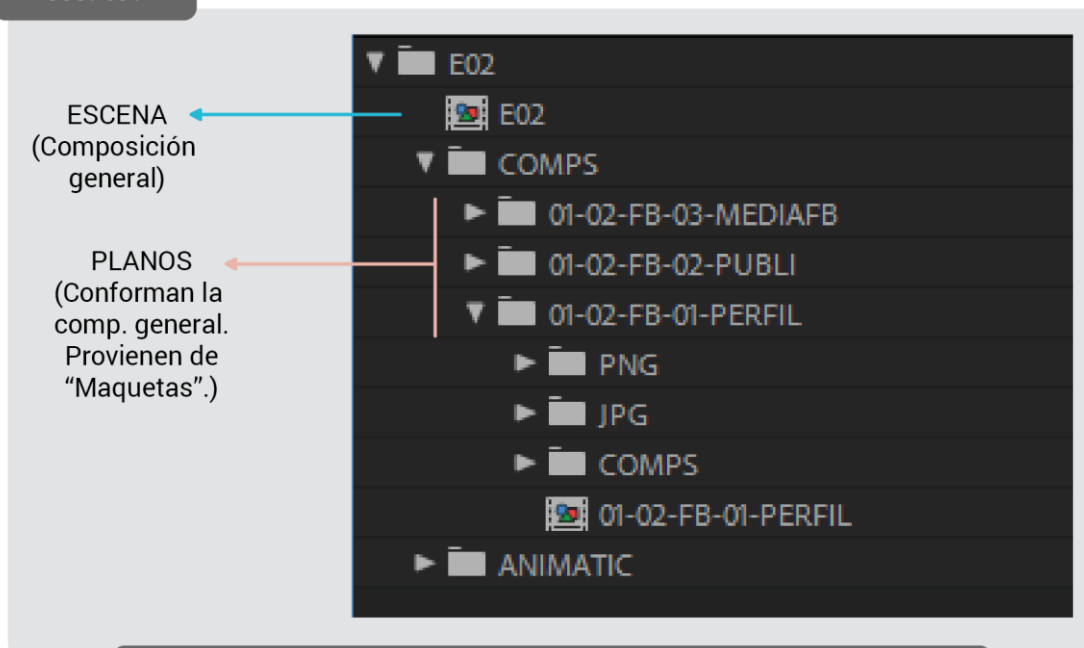 ESCENA
(Composición
general)
PLANOS
(Conforman la
comp. general.
Provienen de
“Maquetas”.)
E02
E02
COMPS
01-02-FB-03-MEDIAFB
01-02-FB-02-PUBLI
01-02-FB-01-PERFIL
PNG
JPG
COMPS
01-02-FB-01-PERFIL
ANIMATIC